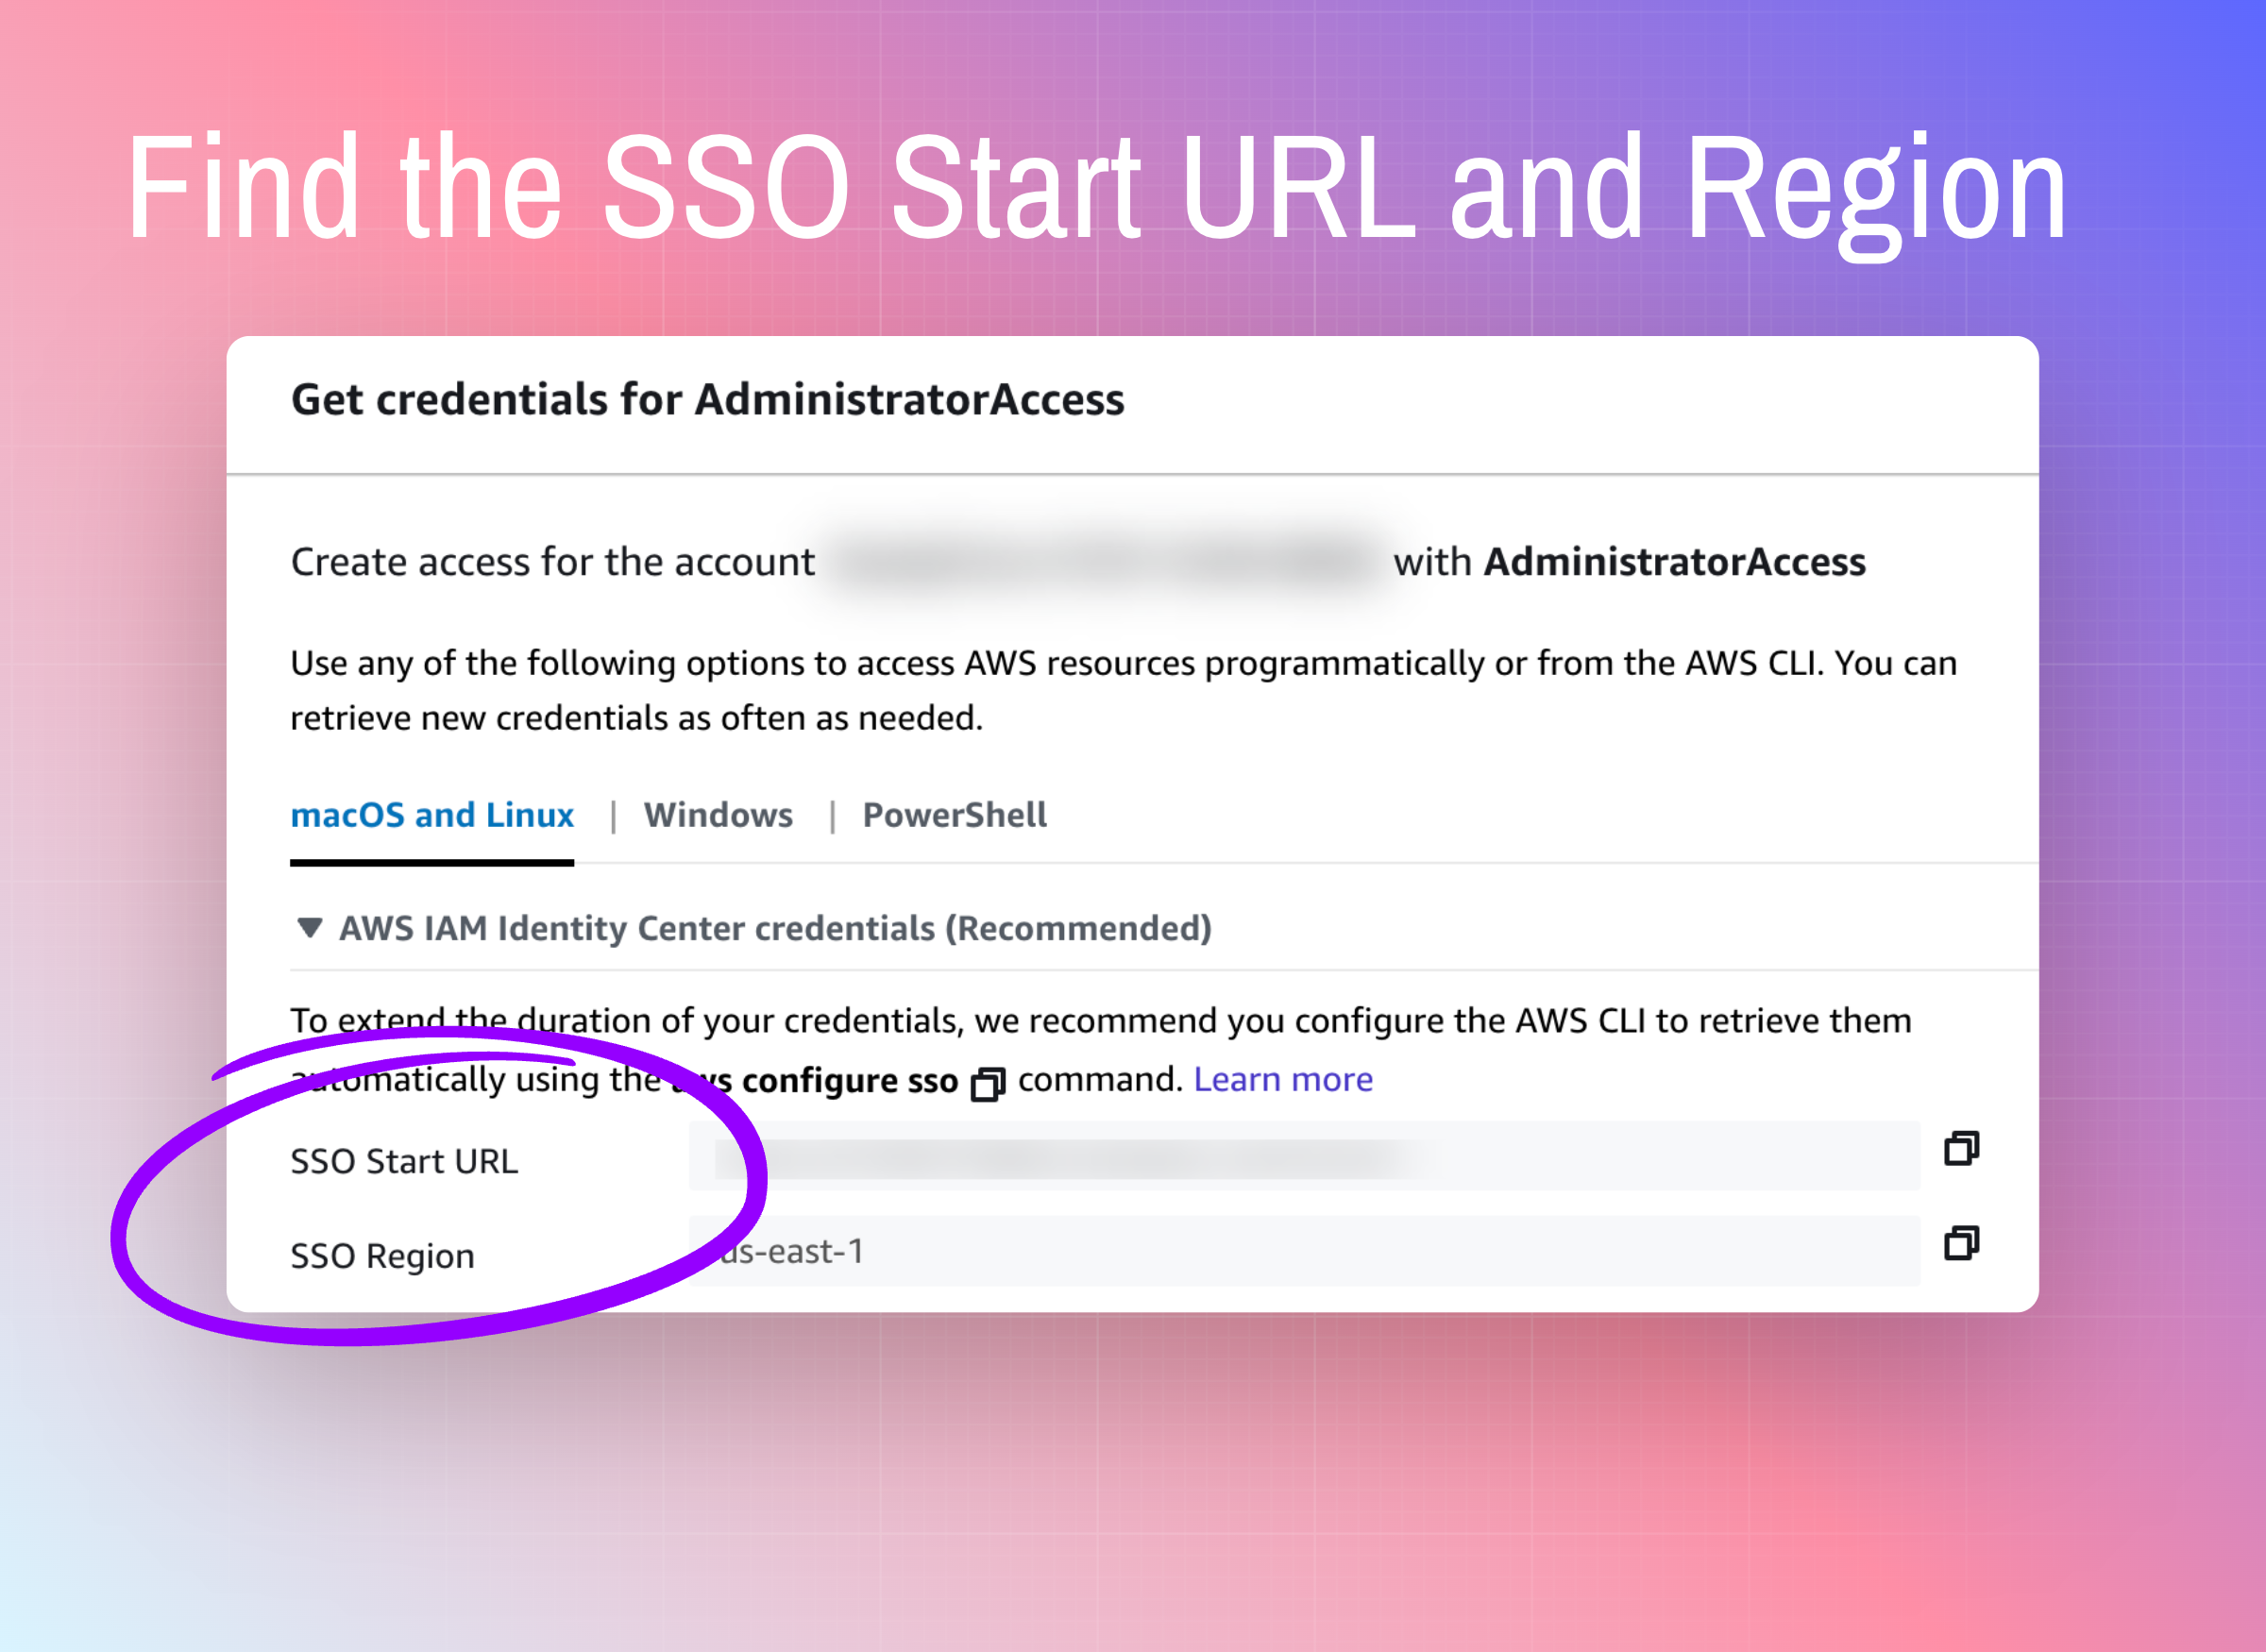 Find the SSO Start URL and Region
Get credentials for AdministratorAccess
Create access for the account with AdministratorAccess
Use any of the following options to access AWS resources programmatically or from the AWS CLI. You can
retrieve new credentials as often as needed.
macOS and Linux | Windows | PowerShell
▼ AWS IAM Identity Center credentials (Recommended)
To extend the duration of your credentials, we recommend you configure the AWS CLI to retrieve them
automatically using the aws configure sso command. Learn more
SSO Start URL
SSO Region us-east-1